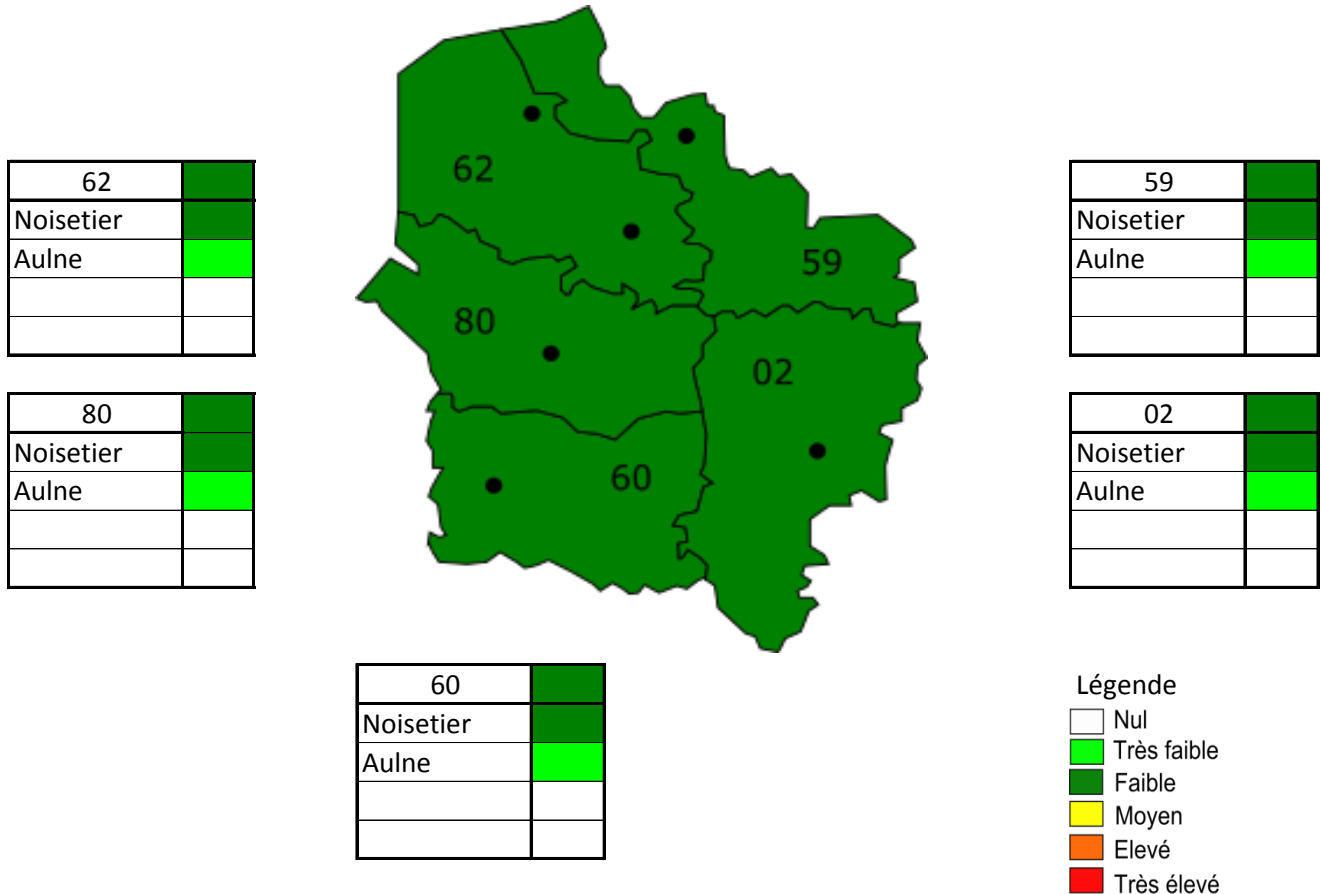 62
Noisetier
Aulne
80
Noisetier
Aulne
62
59
80
02
60
59
Noisetier
Aulne
02
Noisetier
Aulne
60
Noisetier
Aulne
Légende
Nul
Très faible
Faible
Moyen
Elevé
Très élevé